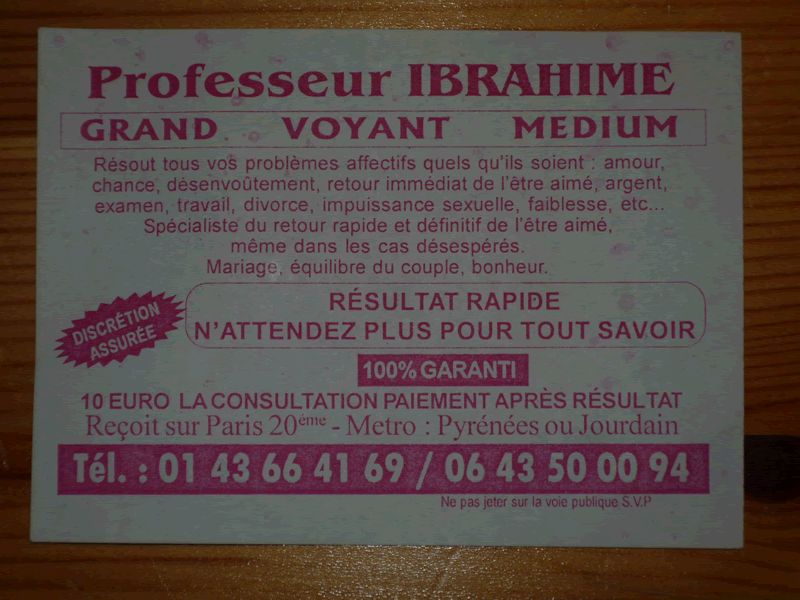 Professeur IBRAHIME
GRAND VOYANT MEDIUM
Résout tous vos problèmes affectifs quels qu'ils soient : amour,
chance, désenvoûtement, retour immédiat de l'être aimé, argent,
examen, travail, divorce, impuissance sexuelle, faiblesse, etc...
Spécialiste du retour rapide et définitif de l'être aimé,
même dans les cas désespérés.
Mariage, équilibre du couple, bonheur.
DISCRÉTION
ASSURÉE
RÉSULTAT RAPIDE
N'ATTENDEZ PLUS POUR TOUT SAVOIR
100% GARANTI
10 EURO LA CONSULTATION PAIEMENT APRÈS RÉSULTAT
Reçoit sur Paris 20ème - Metro : Pyrénées ou Jourdain
Tél. : 01 43 66 41 69 / 06 43 50 00 94
Ne pas jeter sur la voie publique S.V.P